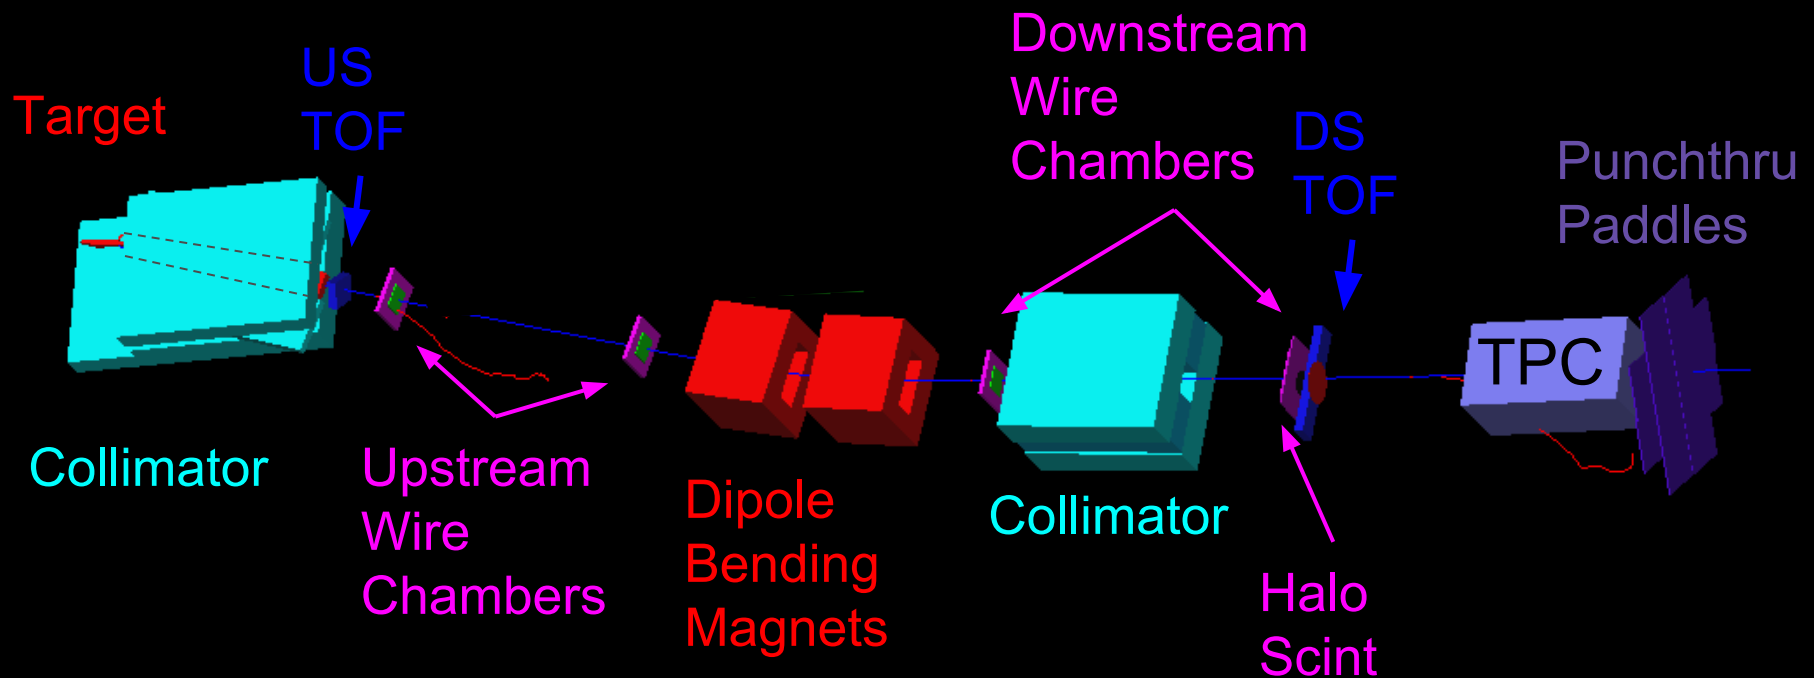 Target
US
TOF
Downstream
Wire
Chambers
DS
TOF
Punchthru
Paddles
TPC
Collimator
Upstream
Wire
Chambers
Dipole
Bending
Magnets
Collimator
Halo
Scint